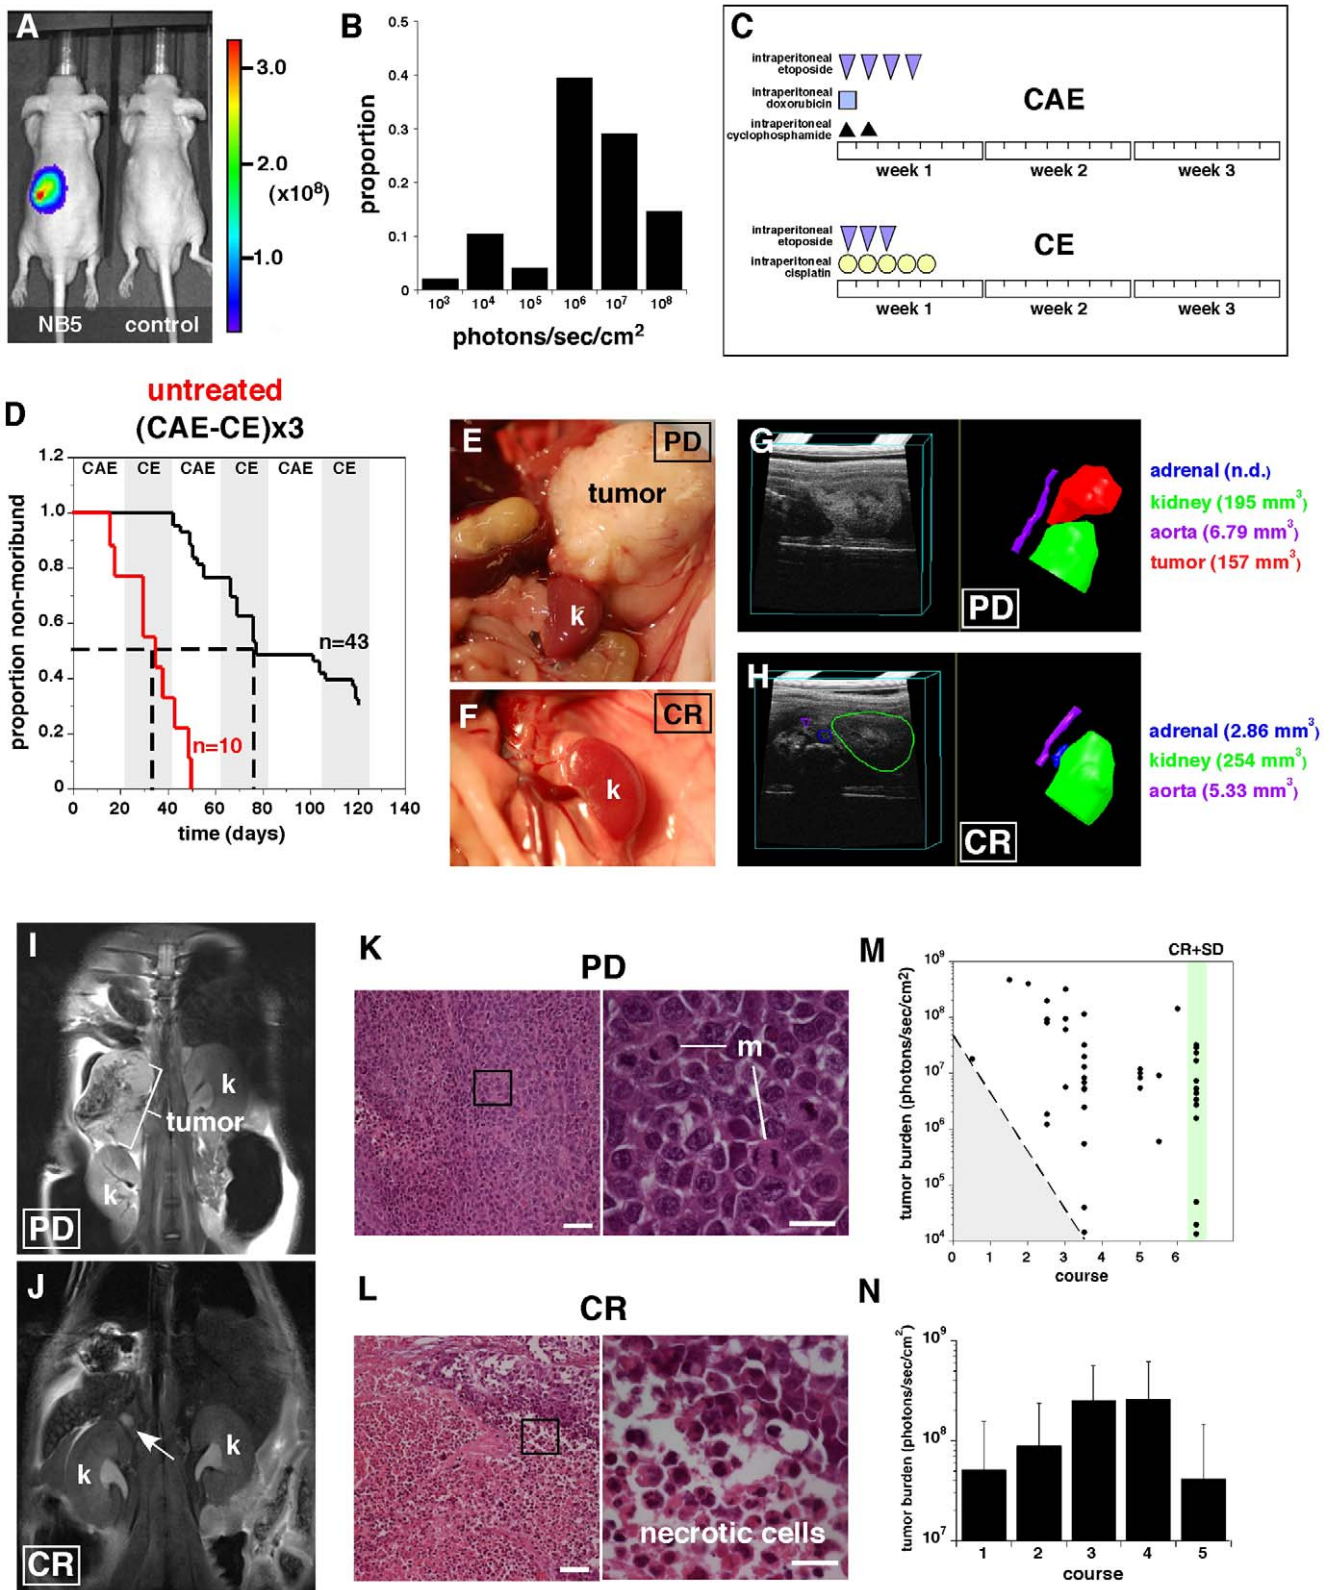 A
NB5
control
3.0
2.0
(x10⁸)
1.0
B
proportion
0.5
0.4
0.3
0.2
0.1
0
10³ 10⁴ 10⁵ 10⁶ 10⁷ 10⁸
photons/sec/cm²
C
intraperitoneal
etoposide
intraperitoneal
doxorubicin
intraperitoneal
cyclophosphamide
CAE
week 1 week 2 week 3
intraperitoneal
etoposide
intraperitoneal
cisplatin
CE
week 1 week 2 week 3
D
untreated
(CAE-CE)x3
CAE CE CAE CE CAE CE
proportion non-moribund
1.2
1.0
0.8
0.6
0.4
0.2
0
n=43
n=10
0 20 40 60 80 100 120 140
time (days)
E
PD
tumor
k
F
CR
k
G
PD
adrenal (n.d.)
kidney (195 mm³)
aorta (6.79 mm³)
tumor (157 mm³)
H
CR
adrenal (2.86 mm³)
kidney (254 mm³)
aorta (5.33 mm³)
I
k
tumor
k
PD
J
k
k
CR
K
PD
m
L
CR
necrotic cells
M
CR+SD
tumor burden (photons/sec/cm2)
10⁹
10⁸
10⁷
10⁶
10⁵
10⁴
0 1 2 3 4 5 6
course
N
tumor burden (photons/sec/cm²)
10⁹
10⁸
10⁷
1 2 3 4 5
course